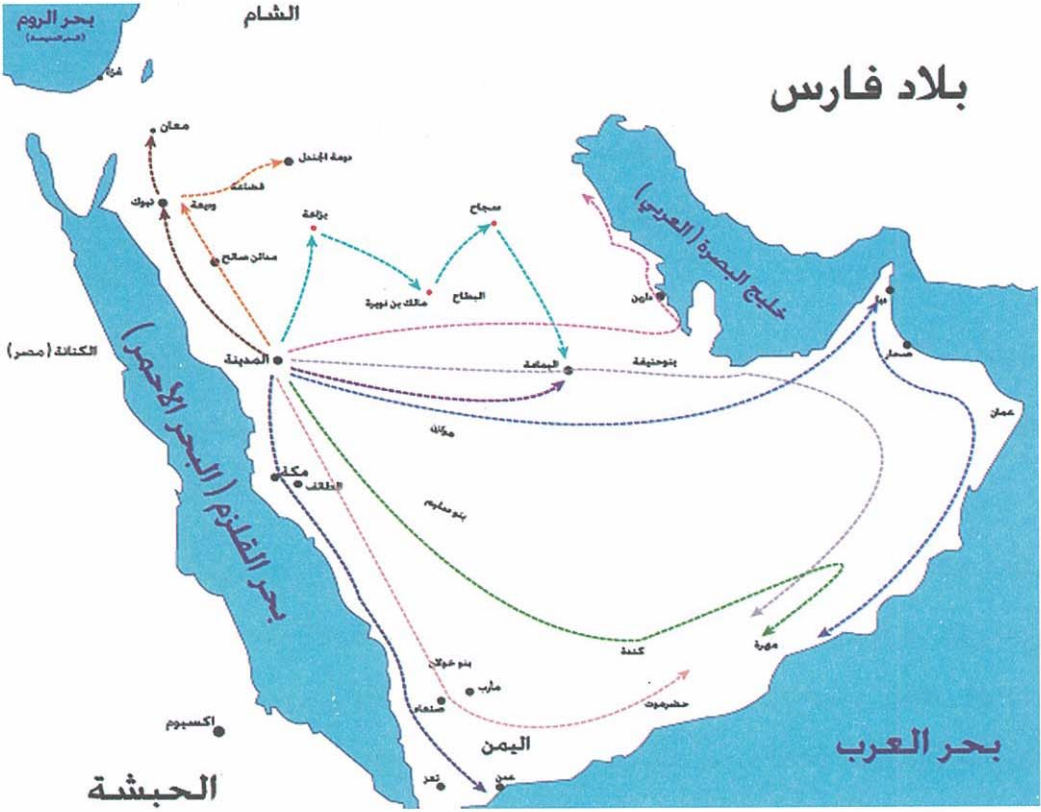 الشام
بحر الروم
بلاد فارس
غزة
معان
دومة الجندل
قضاعة
تبوك
وديعة
سجاح
بزاخة
خليج البصرة (العربي)
مدائن صالح
دارين
البطاح
مالك بن نويرة
دبا
صحار
الكنانة (مصر)
المدينة
اليمامة
بنو حنيفة
بحر القلزم (البحر الأحمر)
عمان
هوازن
مكة
الطائف
بنو سليم
كندة
مهرة
بنو خولان
مأرب
صنعاء
حضرموت
اكسيوم
اليمن
بحر العرب
الحبشة
تعز
عدن